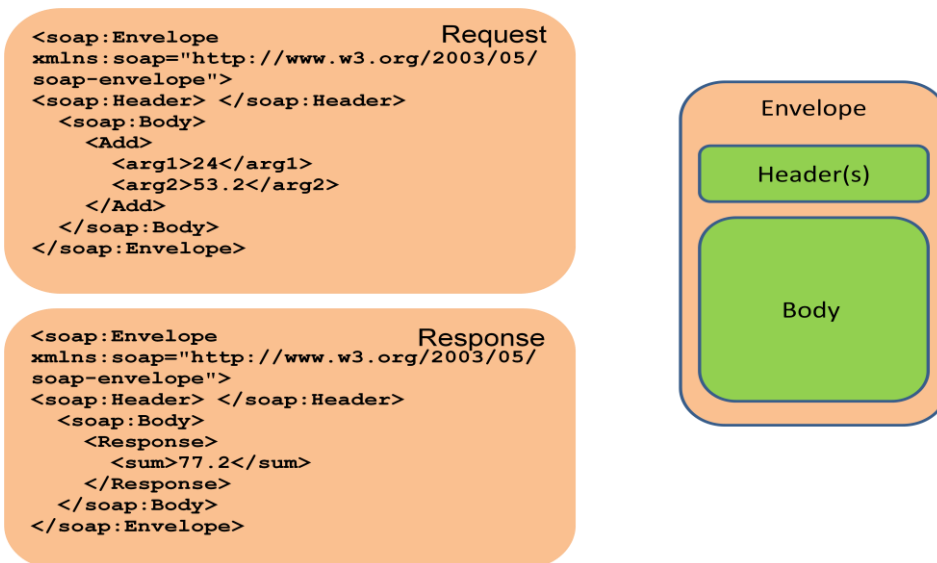 Request
<soap:Envelope
xmlns:soap="http://www.w3.org/2003/05/
soap-envelope">
<soap:Header> </soap:Header>
<soap:Body>
<Add>
<arg1>24</arg1>
<arg2>53.2</arg2>
</Add>
</soap:Body>
</soap:Envelope>
Response
<soap:Envelope
xmlns:soap="http://www.w3.org/2003/05/
soap-envelope">
<soap:Header> </soap:Header>
<soap:Body>
<Response>
<sum>77.2</sum>
</Response>
</soap:Body>
</soap:Envelope>
Envelope
Header(s)
Body